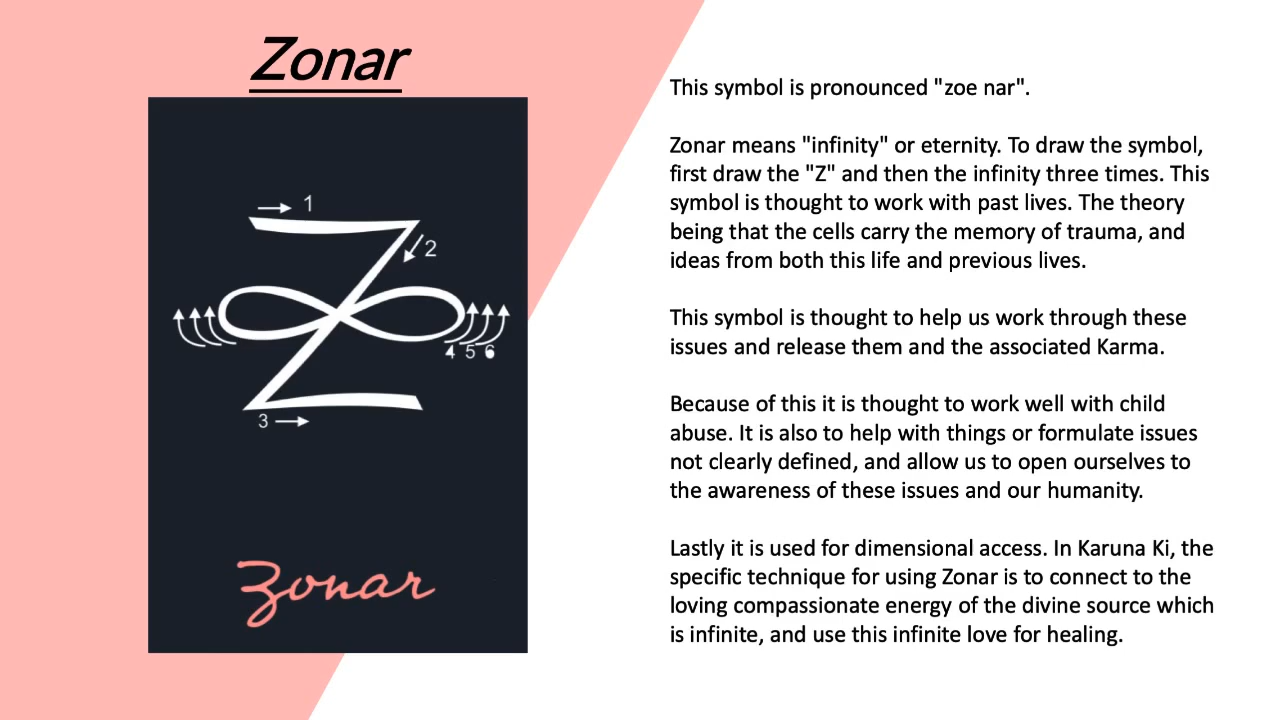 Zonar
1
2
4 5 6
3
zonar
This symbol is pronounced "zoe nar".
Zonar means "infinity" or eternity. To draw the symbol,
first draw the "Z" and then the infinity three times. This
symbol is thought to work with past lives. The theory
being that the cells carry the memory of trauma, and
ideas from both this life and previous lives.
This symbol is thought to help us work through these
issues and release them and the associated Karma.
Because of this it is thought to work well with child
abuse. It is also to help with things or formulate issues
not clearly defined, and allow us to open ourselves to
the awareness of these issues and our humanity.
Lastly it is used for dimensional access. In Karuna Ki, the
specific technique for using Zonar is to connect to the
loving compassionate energy of the divine source which
is infinite, and use this infinite love for healing.